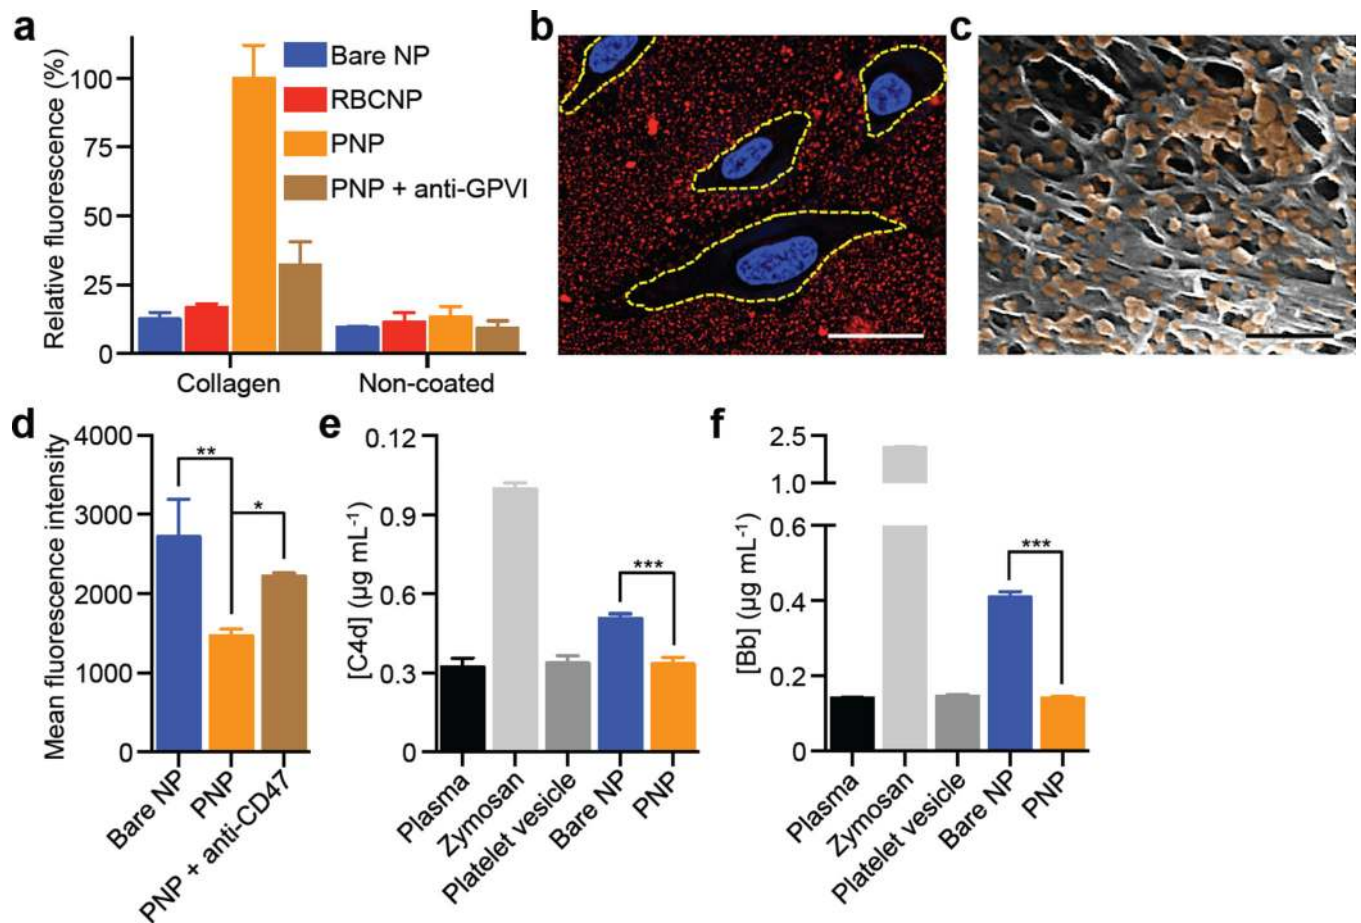 a
Relative fluorescence (%)
100
75
50
25
0
Bare NP
RBCNP
PNP
PNP + anti-GPVI
Collagen
Non-coated
b
c
d
Mean fluorescence intensity
4000
3000
2000
1000
0
**
*
Bare NP
PNP
PNP + anti-CD47
e
[C4d] (µg mL⁻¹)
0.12
0.9
0.6
0.3
0
***
Plasma
Zymosan
Platelet vesicle
Bare NP
PNP
f
[Bb] (µg mL⁻¹)
2.5
1.0
0.6
0.4
0.2
0
***
Plasma
Zymosan
Platelet vesicle
Bare NP
PNP